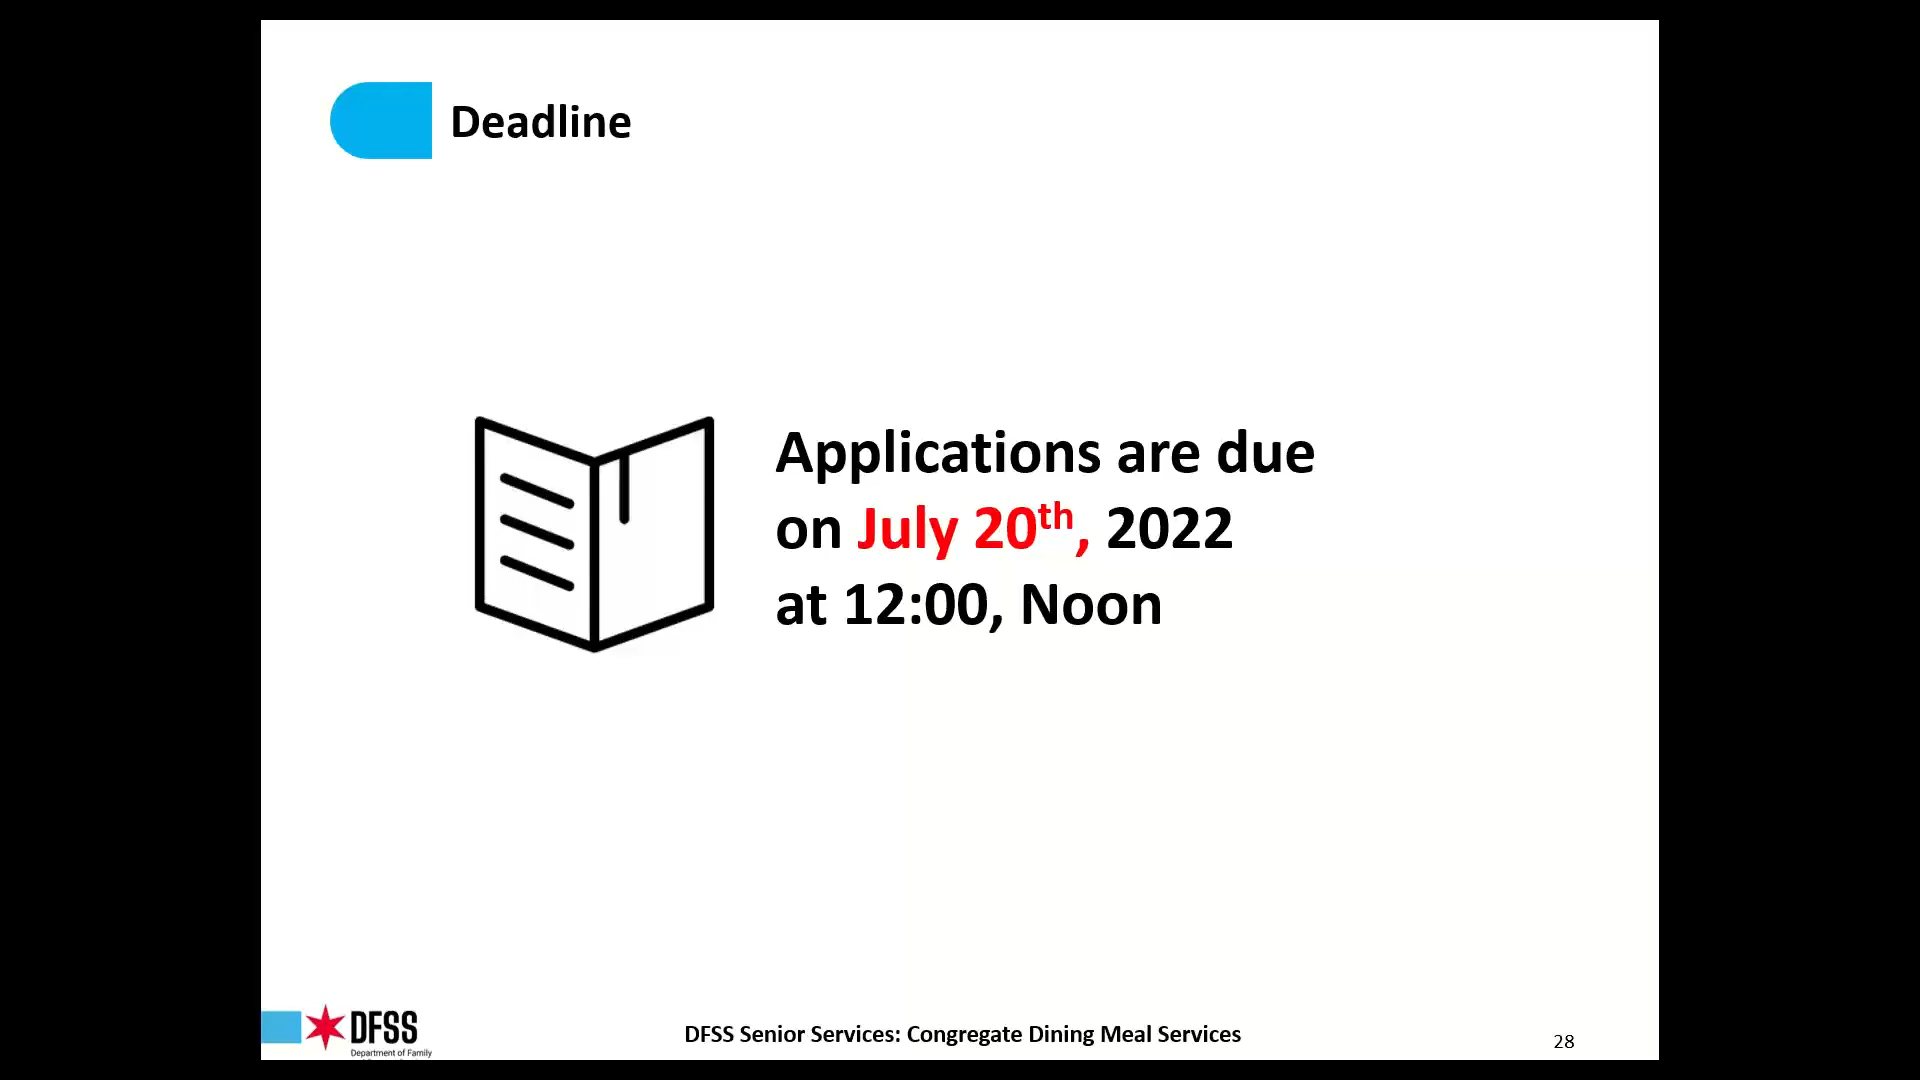 Deadline
Applications are due
on July 20th, 2022
at 12:00, Noon
DFSS
Department of Family
DFSS Senior Services: Congregate Dining Meal Services
28